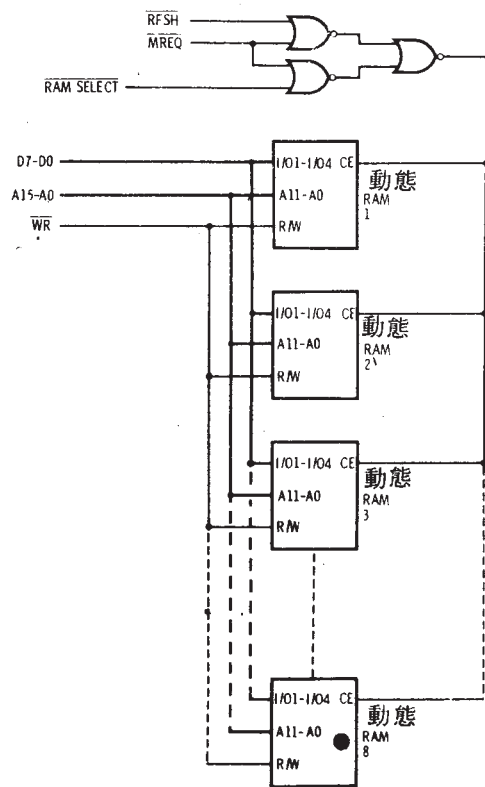 RFSH
MREQ
RAM SELECT
D7-D0
A15-A0
WR
I/O1-I/O4 CE
A11-A0
R/W
動態
RAM
1
I/O1-I/O4 CE
A11-A0
R/W
動態
RAM
2
I/O1-I/O4 CE
A11-A0
R/W
動態
RAM
3
I/O1-I/O4 CE
A11-A0
R/W
動態
RAM
8